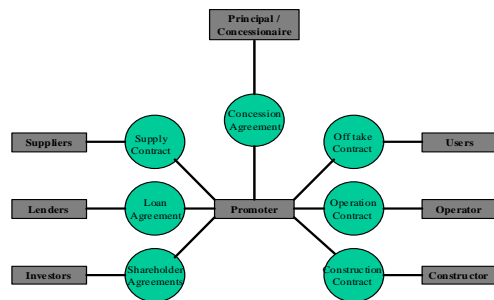 Principal /
Concessionaire
Concession
Agreement
Suppliers
Supply
Contract
Off take
Contract
Users
Lenders
Loan
Agreement
Promoter
Operation
Contract
Operator
Investors
Shareholder
Agreements
Construction
Contract
Constructor